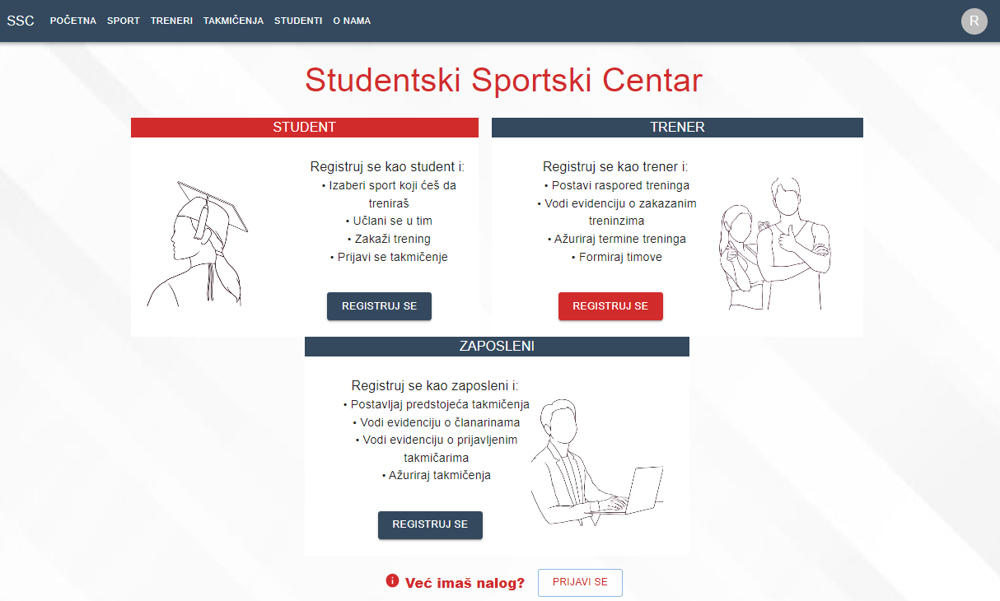 SSC POČETNA SPORT TRENERI TAKMIČENJA STUDENTI O NAMA R
Studentski Sportski Centar
STUDENT
Registruj se kao student i:
• Izaberi sport koji ćeš da
treniraš
• Učlani se u tim
• Zakaži trening
• Prijavi se takmičenje
REGISTRUJ SE
TRENER
Registruj se kao trener i:
• Postavi raspored treninga
• Vodi evidenciju o zakazanim
treninzima
• Ažuriraj termine treninga
• Formiraj timove
REGISTRUJ SE
ZAPOSLENI
Registruj se kao zaposleni i:
• Postavljaj predstojeća takmičenja
• Vodi evidenciju o članarinama
• Vodi evidenciju o prijavljenim
takmičarima
• Ažuriraj takmičenja
REGISTRUJ SE
Već imaš nalog? PRIJAVI SE